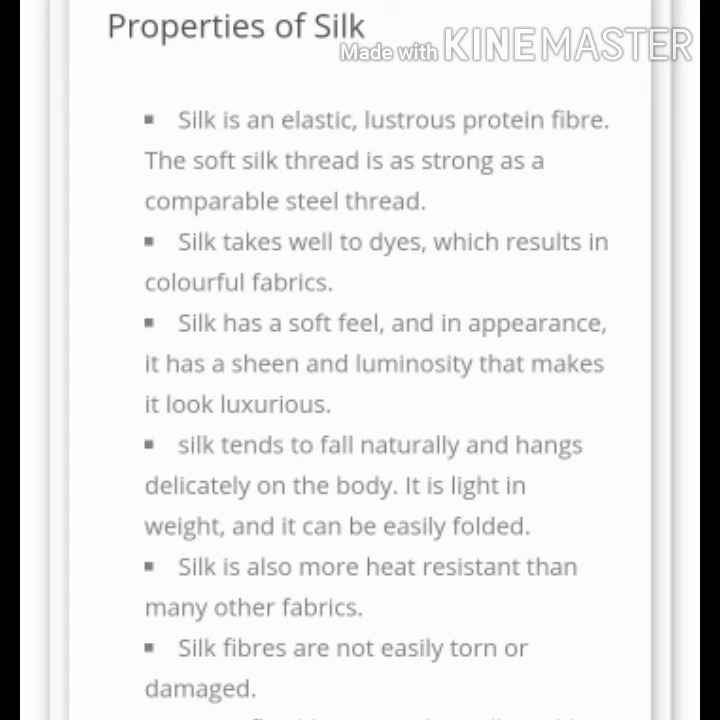 Properties of Silk
Made with KINEMASTER
▪ Silk is an elastic, lustrous protein fibre.
The soft silk thread is as strong as a
comparable steel thread.
▪ Silk takes well to dyes, which results in
colourful fabrics.
▪ Silk has a soft feel, and in appearance,
it has a sheen and luminosity that makes
it look luxurious.
▪ silk tends to fall naturally and hangs
delicately on the body. It is light in
weight, and it can be easily folded.
▪ Silk is also more heat resistant than
many other fabrics.
▪ Silk fibres are not easily torn or
damaged.